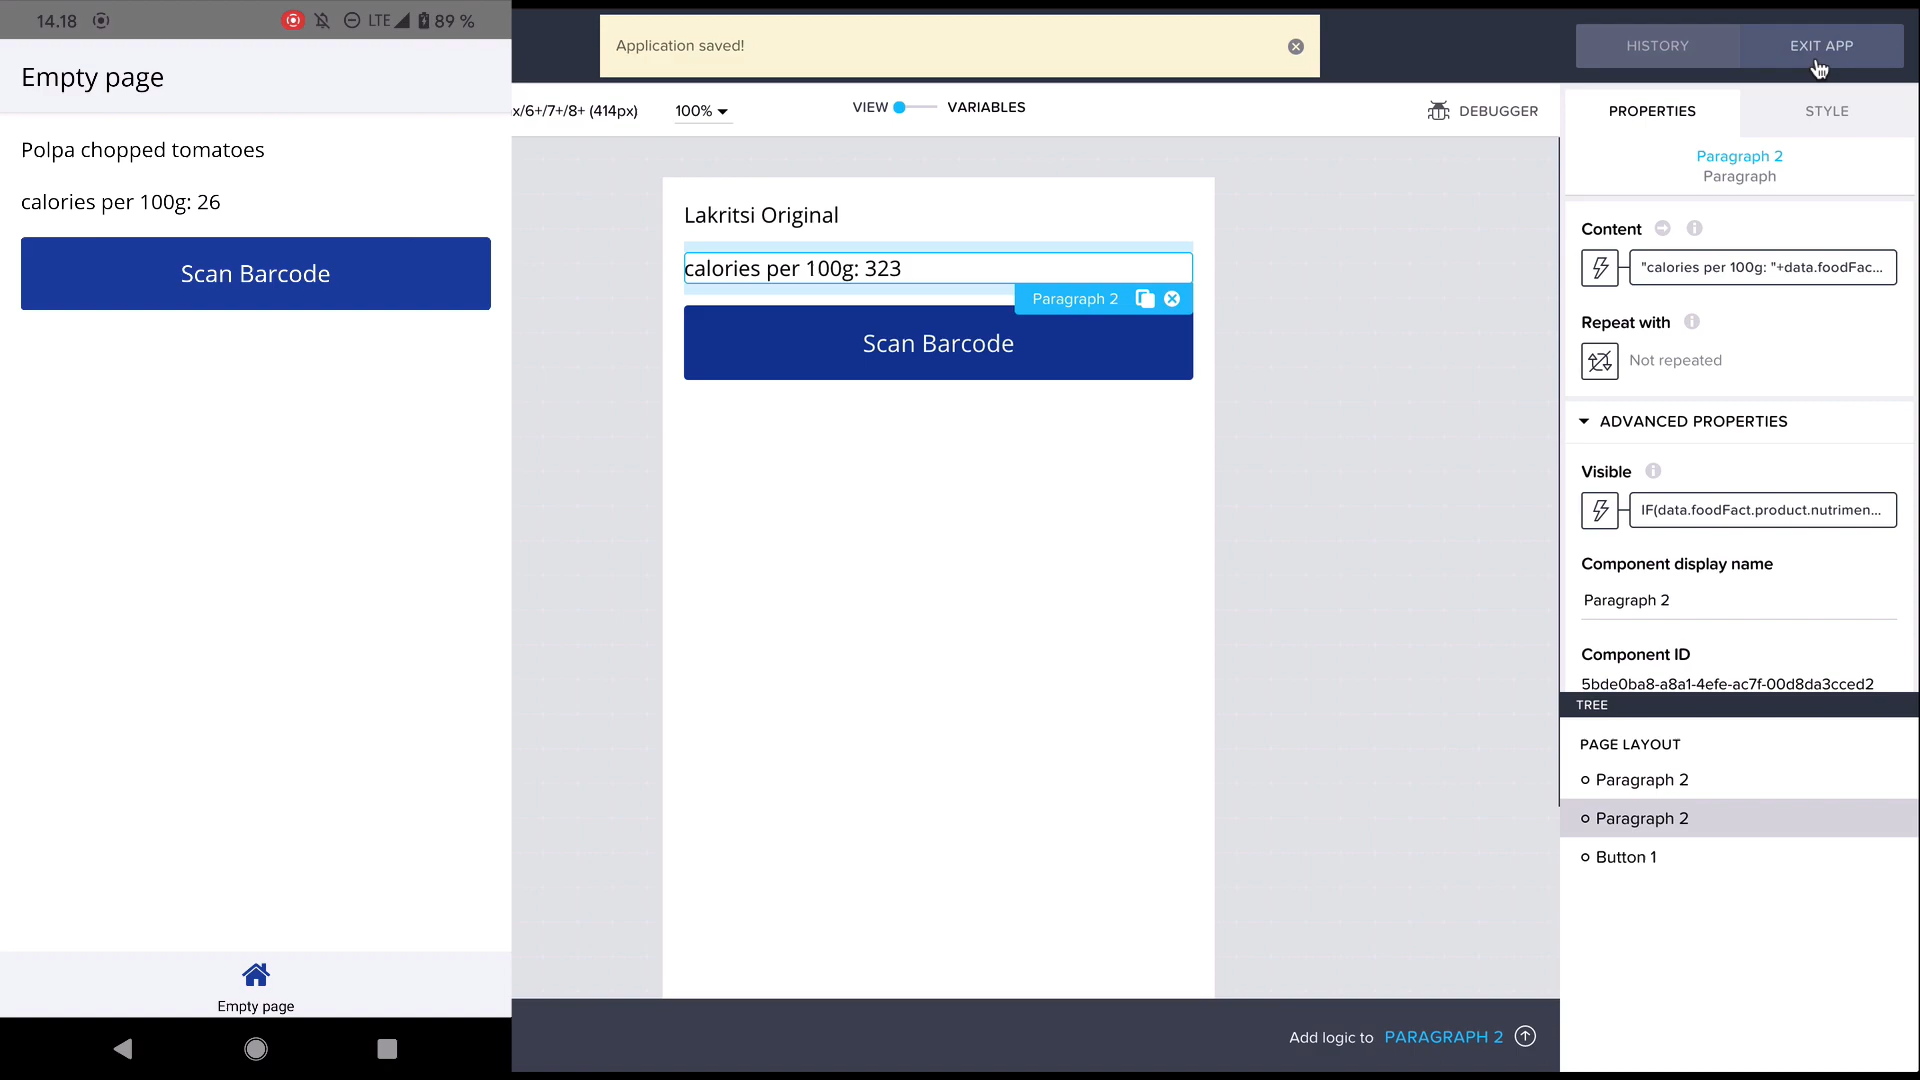 14.18
LTE
89 %
Empty page
Polpa chopped tomatoes
calories per 100g: 26
Scan Barcode
Empty page
Application saved!
HISTORY
EXIT APP
x/6+/7+/8+ (414px)
100%
VIEW
VARIABLES
DEBUGGER
Lakritsi Original
calories per 100g: 323
Paragraph 2
Scan Barcode
Add logic to PARAGRAPH 2
PROPERTIES
STYLE
Paragraph 2
Paragraph
Content
"calories per 100g: "+data.foodFac...
Repeat with
Not repeated
ADVANCED PROPERTIES
Visible
IF(data.foodFact.product.nutrimen...
Component display name
Paragraph 2
Component ID
5bde0ba8-a8a1-4efe-ac7f-00d8da3cced2
TREE
PAGE LAYOUT
Paragraph 2
Paragraph 2
Button 1